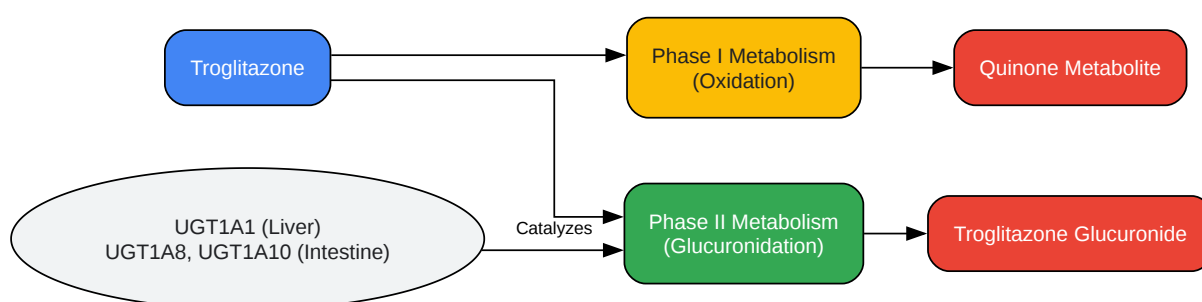 Troglitazone
Phase I Metabolism
(Oxidation)
Quinone Metabolite
UGT1A1 (Liver)
UGT1A8, UGT1A10 (Intestine)
Catalyzes
Phase II Metabolism
(Glucuronidation)
Troglitazone Glucuronide